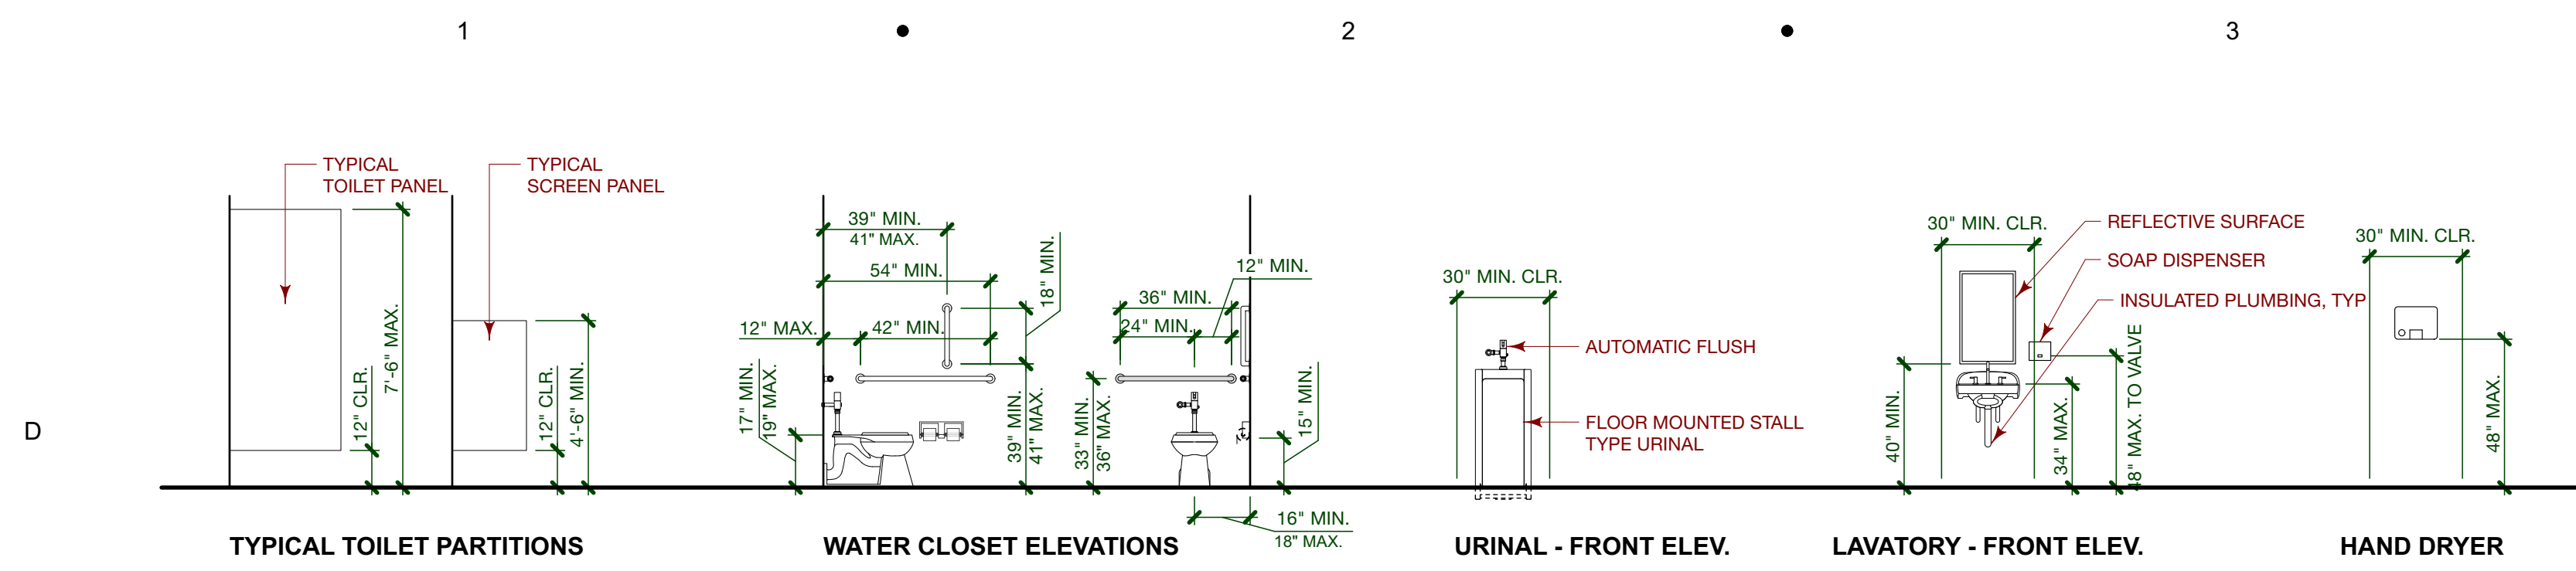 1
2
3
D
TYPICAL
TOILET PANEL
TYPICAL
SCREEN PANEL
12" CLR.
7'-6" MAX.
12" CLR.
4'-6" MIN.
TYPICAL TOILET PARTITIONS
39" MIN.
41" MAX.
54" MIN.
12" MAX.
42" MIN.
18" MIN.
17" MIN.
19" MAX.
39" MIN.
41" MAX.
36" MIN.
24" MIN.
12" MIN.
33" MIN.
36" MAX.
15" MIN.
16" MIN.
18" MAX.
WATER CLOSET ELEVATIONS
30" MIN. CLR.
AUTOMATIC FLUSH
FLOOR MOUNTED STALL
TYPE URINAL
URINAL - FRONT ELEV.
30" MIN. CLR.
REFLECTIVE SURFACE
SOAP DISPENSER
INSULATED PLUMBING, TYP
40" MIN.
34" MAX.
48" MAX. TO VALVE
LAVATORY - FRONT ELEV.
30" MIN. CLR.
48" MAX.
HAND DRYER